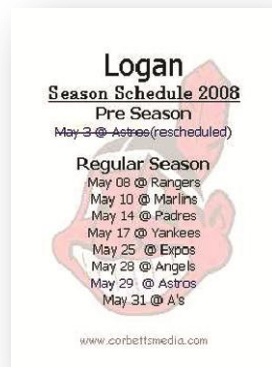 Logan
Season Schedule 2008
Pre Season
May 3 @ Astros(rescheduled)
Regular Season
May 08 @ Rangers
May 10 @ Marlins
May 14 @ Padres
May 17 @ Yankees
May 25 @ Expos
May 28 @ Angels
May 29 @ Astros
May 31 @ A's
www.corbettsmedia.com